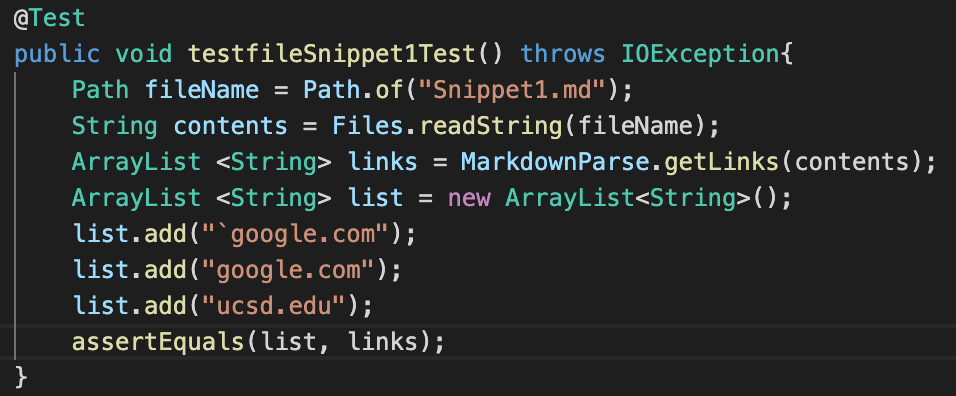 @Test
public void testfileSnippet1Test() throws IOException{
    Path fileName = Path.of("Snippet1.md");
    String contents = Files.readString(fileName);
    ArrayList <String> links = MarkdownParse.getLinks(contents);
    ArrayList <String> list = new ArrayList<String>();
    list.add("`google.com");
    list.add("google.com");
    list.add("ucsd.edu");
    assertEquals(list, links);
}